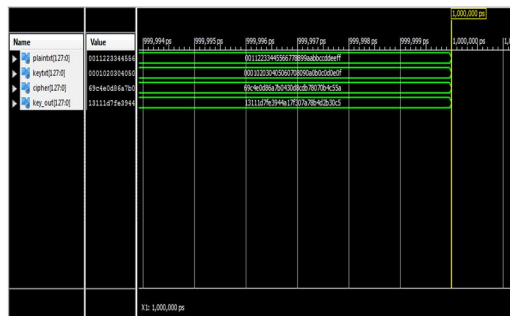 1,000,000 ps
Name Value 999,994 ps 999,995 ps 999,996 ps 999,997 ps 999,998 ps 999,999 ps 1,000,000 ps
plaintxt[127:0] 0011223344556 00112233445566778899aabbccddeeff
keytxt[127:0] 0001020304050 000102030405060708090a0b0c0d0e0f
cipher[127:0] 69c4e0d86a7b0 69c4e0d86a7b0430d8cdb78070b4c55a
key_out[127:0] 13111d7fe3944 13111d7fe3944a17f307a78b4d2b30c5
X1: 1,000,000 ps